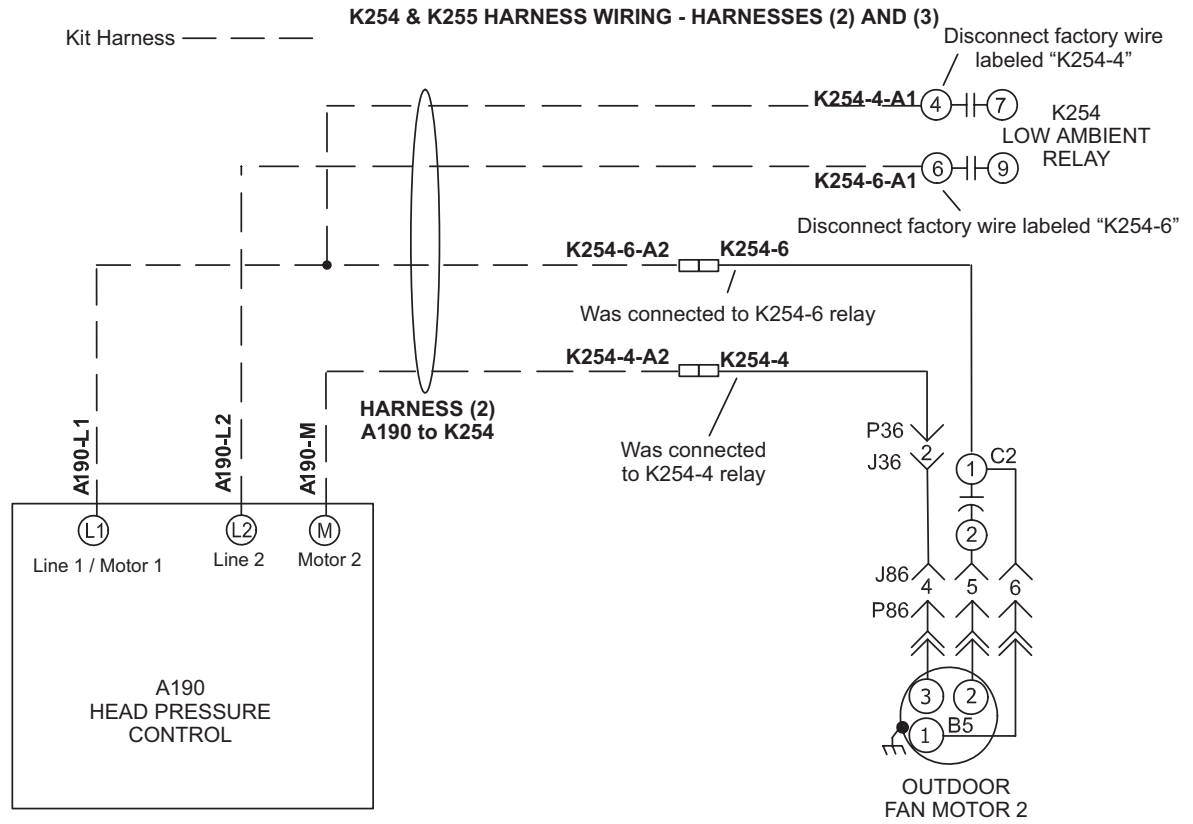 K254 & K255 HARNESS WIRING - HARNESSES (2) AND (3)
Kit Harness
Disconnect factory wire
labeled “K254-4”
K254-4-A1
4
7
K254
LOW AMBIENT
RELAY
K254-6-A1
6
9
Disconnect factory wire labeled “K254-6”
K254-6-A2
K254-6
Was connected to K254-6 relay
K254-4-A2
K254-4
Was connected
to K254-4 relay
HARNESS (2)
A190 to K254
A190-L1
A190-L2
A190-M
L1
L2
M
Line 1 / Motor 1
Line 2
Motor 2
A190
HEAD PRESSURE
CONTROL
P36
2
J36
1
C2
2
J86
4
5
6
P86
3
2
1
B5
OUTDOOR
FAN MOTOR 2